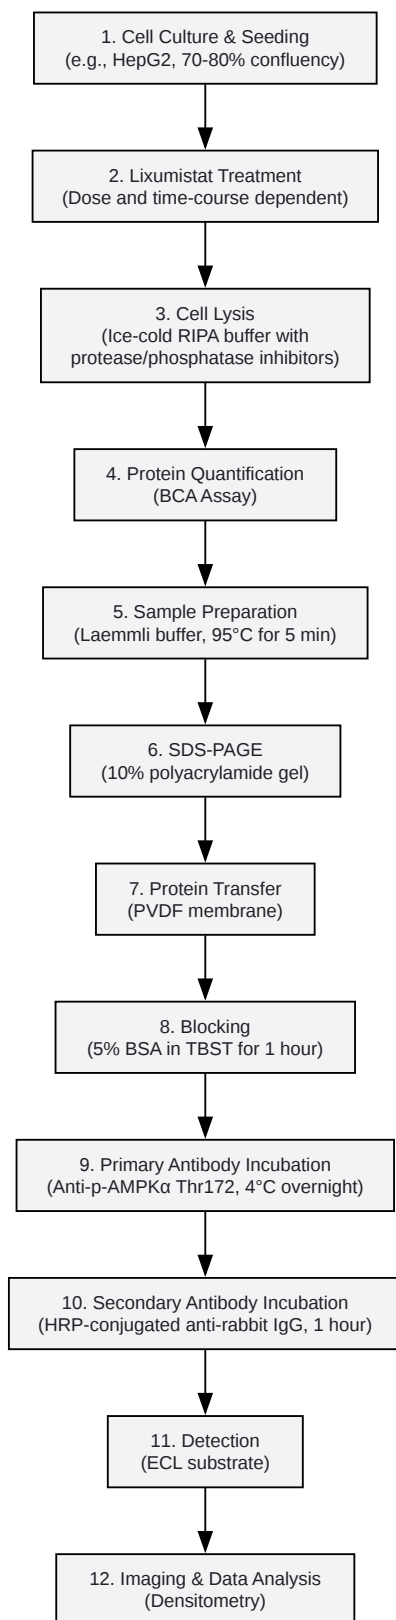 1. Cell Culture & Seeding
(e.g., HepG2, 70-80% confluency)
2. Lixumistat Treatment
(Dose and time-course dependent)
3. Cell Lysis
(Ice-cold RIPA buffer with
protease/phosphatase inhibitors)
4. Protein Quantification
(BCA Assay)
5. Sample Preparation
(Laemmli buffer, 95°C for 5 min)
6. SDS-PAGE
(10% polyacrylamide gel)
7. Protein Transfer
(PVDF membrane)
8. Blocking
(5% BSA in TBST for 1 hour)
9. Primary Antibody Incubation
(Anti-p-AMPKα Thr172, 4°C overnight)
10. Secondary Antibody Incubation
(HRP-conjugated anti-rabbit IgG, 1 hour)
11. Detection
(ECL substrate)
12. Imaging & Data Analysis
(Densitometry)